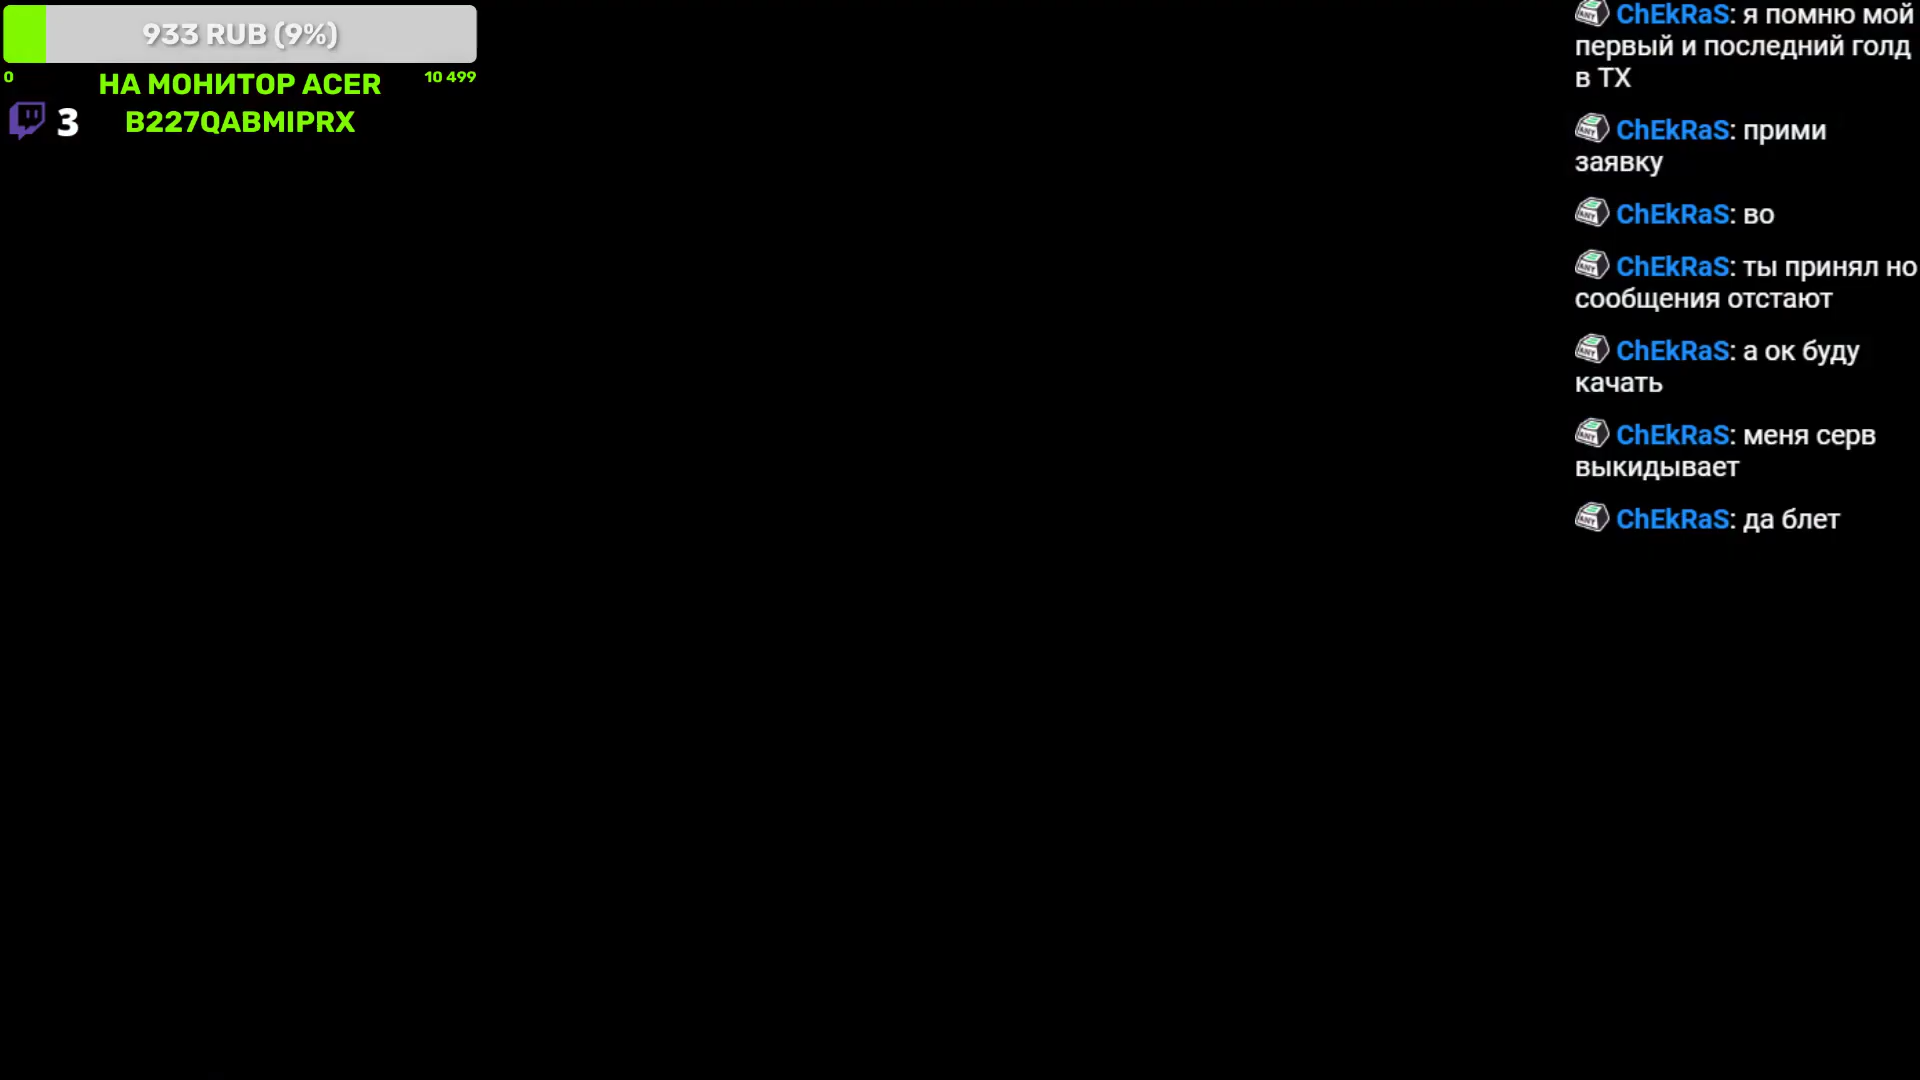 933 RUB (9%)
0
10 499
НА МОНИТОР ACER
B227QABMIPRX
3
ChEkRaS: я помню мой
первый и последний голд
в ТХ
ChEkRaS: прими
заявку
ChEkRaS: во
ChEkRaS: ты принял но
сообщения отстают
ChEkRaS: а ок буду
качать
ChEkRaS: меня серв
выкидывает
ChEkRaS: да блет